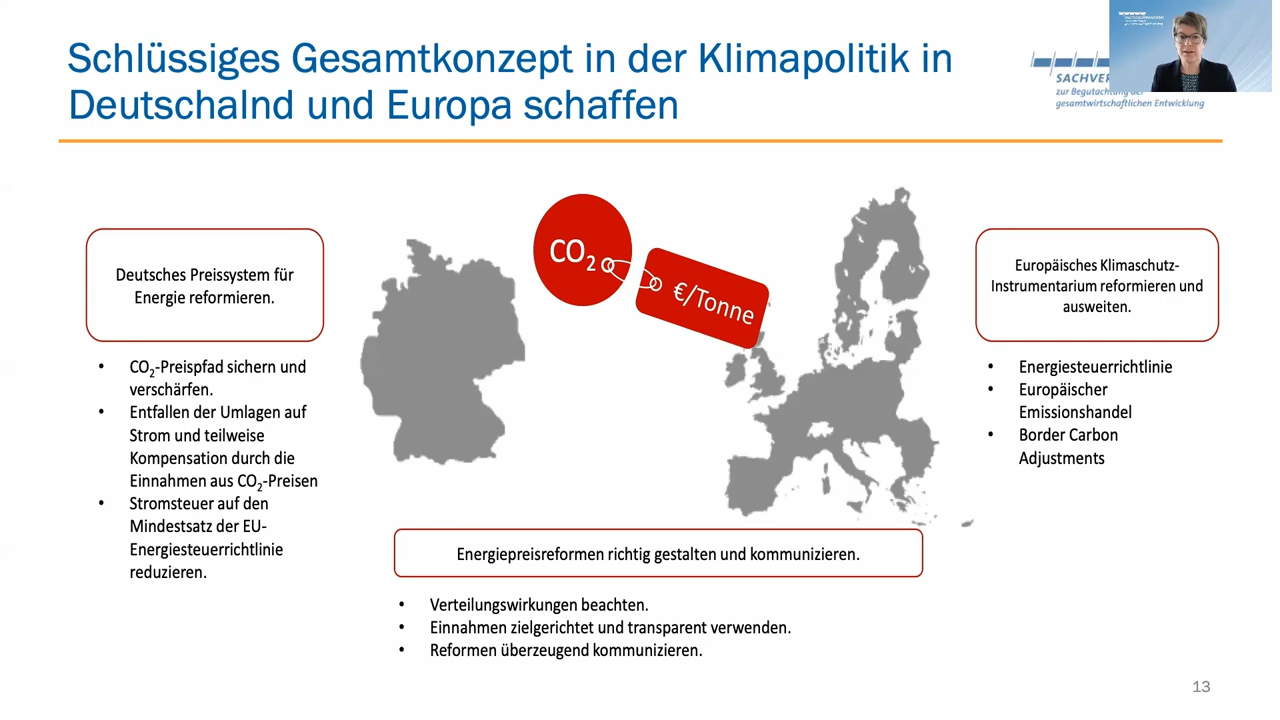 Schlüssiges Gesamtkonzept in der Klimapolitik in
Deutschalnd und Europa schaffen
SACHVER
zur Begutachtung der
gesamtwirtschaftlichen Entwicklung
CO2
€/Tonne
Deutsches Preissystem für
Energie reformieren.
• CO2-Preispfad sichern und
verschärfen.
• Entfallen der Umlagen auf
Strom und teilweise
Kompensation durch die
Einnahmen aus CO2-Preisen
• Stromsteuer auf den
Mindestsatz der EU-
Energiesteuerrichtlinie
reduzieren.
Europäisches Klimaschutz-
Instrumentarium reformieren und
ausweiten.
• Energiesteuerrichtlinie
• Europäischer
Emissionshandel
• Border Carbon
Adjustments
Energiepreisreformen richtig gestalten und kommunizieren.
• Verteilungswirkungen beachten.
• Einnahmen zielgerichtet und transparent verwenden.
• Reformen überzeugend kommunizieren.
13